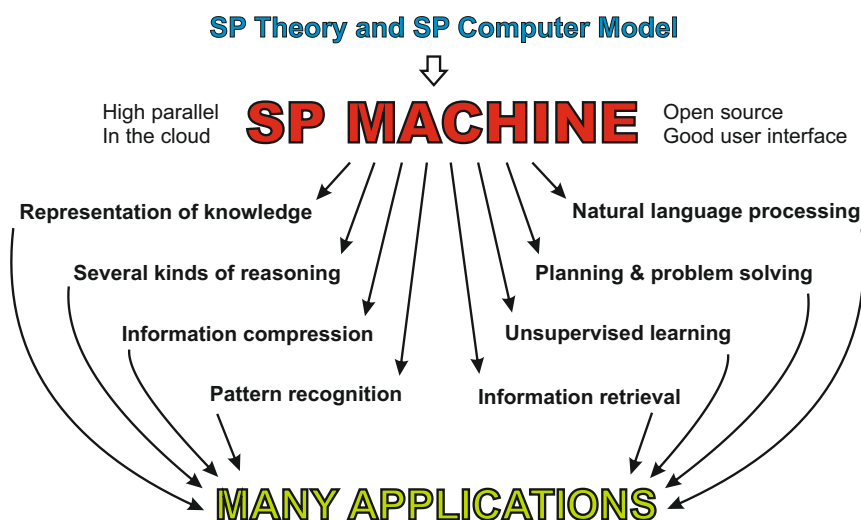 SP Theory and SP Computer Model
High parallel
In the cloud
SP MACHINE
Open source
Good user interface
Representation of knowledge
Natural language processing
Several kinds of reasoning
Planning & problem solving
Information compression
Unsupervised learning
Pattern recognition
Information retrieval
MANY APPLICATIONS